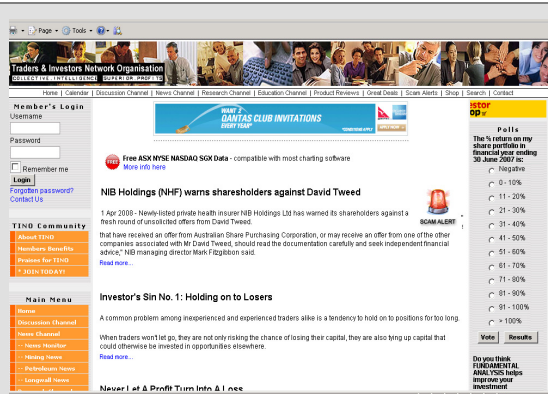 Page
Tools
Traders & Investors Network Organisation
COLLECTIVE.INTELLIGENCE SUPERIOR.PROFITS
Home | Calendar | Discussion Channel | News Channel | Research Channel | Education Channel | Product Reviews | Great Deals | Scam Alerts | Shop | Search | Contact
Member's Login
Username
Password
Remember me
Login
Forgotten password?
Contact Us
TINO Community
About TINO
Members Benefits
Praises for TINO
* JOIN TODAY!
Main Menu
Home
Discussion Channel
News Channel
-- News Monitor
-- Mining News
-- Petroleum News
-- Longwall News
WANT 2
QANTAS CLUB INVITATIONS
EVERY YEAR*
*CONDITIONS APPLY
APPLY NOW
FREE
Free ASX NYSE NASDAQ SGX Data - compatible with most charting software
More info here
NIB Holdings (NHF) warns sharesholders against David Tweed
1 Apr 2008 - Newly-listed private health insurer NIB Holdings Ltd has warned its shareholders against a
fresh round of unsolicited offers from David Tweed.
SCAM ALERT
that have received an offer from Australian Share Purchasing Corporation, or may receive an offer from one of the other
companies associated with Mr David Tweed, should read the documentation carefully and seek independent financial
advice," NIB managing director Mark Fitzgibbon said.
Read more...
Investor's Sin No. 1: Holding on to Losers
A common problem among inexperienced and experienced traders alike is a tendency to hold on to positions for too long.
When traders won't let go, they are not only risking the chance of losing their capital, they are also tying up capital that
could otherwise be invested in opportunities elsewhere.
Read more...
Never Let A Profit Turn Into A Loss
estor
op
Polls
The % return on my
share portfolio in
financial year ending
30 June 2007 is:
Negative
0 - 10%
11 - 20%
21 - 30%
31 - 40%
41 - 50%
51 - 60%
61 - 70%
71 - 80%
81 - 90%
91 - 100%
> 100%
Vote
Results
Do you think
FUNDAMENTAL
ANALYSIS helps
improve your
investment